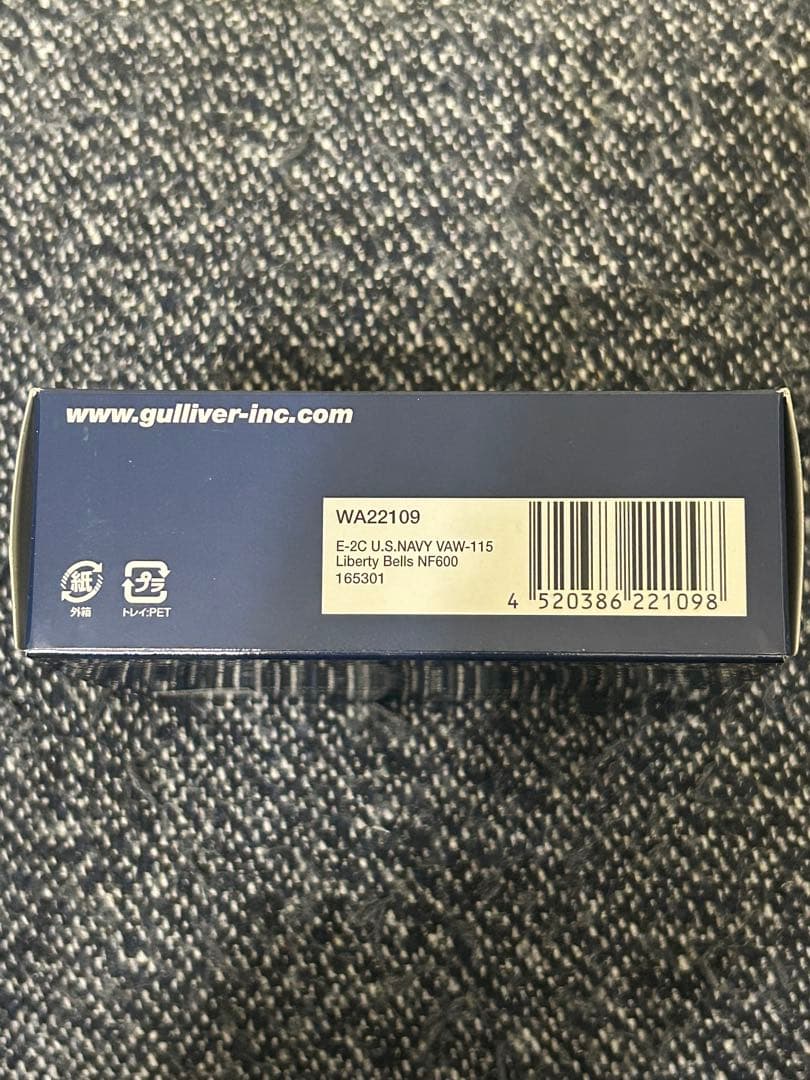 www.gulliver-inc.com
WA22109
E-2C U.S.NAVY VAW-115
Liberty Bells NF600
165301
4 520386 221098
紙
外箱
プラ
トレイ:PET